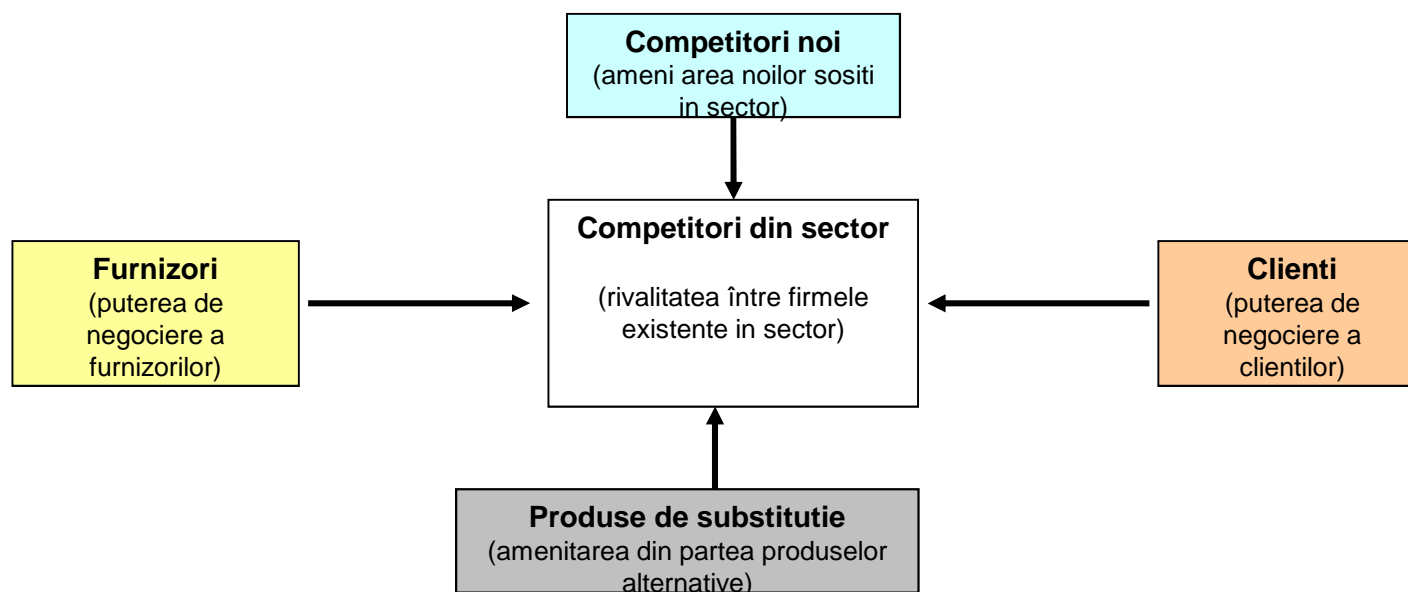 Competitori noi
(ameni area noilor sositi
in sector)
Competitori din sector
(rivalitatea între firmele
existente in sector)
Furnizori
(puterea de
negociere a
furnizorilor)
Clienti
(puterea de
negociere a
clientilor)
Produse de substitutie
(amenitarea din partea produselor
alternative)